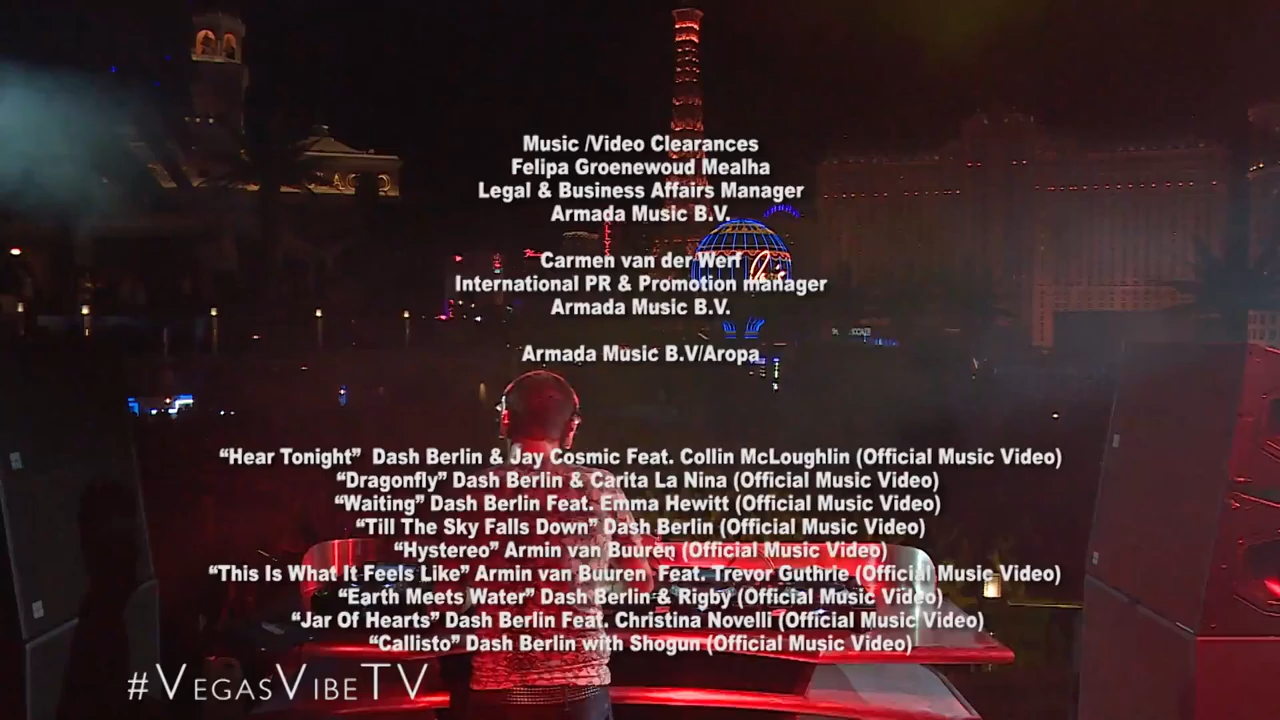 Music /Video Clearances
Felipa Groenewoud Mealha
Legal & Business Affairs Manager
Armada Music B.V.
Carmen van der Werf
International PR & Promotion manager
Armada Music B.V.
Armada Music B.V/Aropa
“Hear Tonight” Dash Berlin & Jay Cosmic Feat. Collin McLoughlin (Official Music Video)
“Dragonfly” Dash Berlin & Carita La Nina (Official Music Video)
“Waiting” Dash Berlin Feat. Emma Hewitt (Official Music Video)
“Till The Sky Falls Down” Dash Berlin (Official Music Video)
“Hystereo” Armin van Buuren (Official Music Video)
“This Is What It Feels Like” Armin van Buuren Feat. Trevor Guthrie (Official Music Video)
“Earth Meets Water” Dash Berlin & Rigby (Official Music Video)
“Jar Of Hearts” Dash Berlin Feat. Christina Novelli (Official Music Video)
“Callisto” Dash Berlin with Shogun (Official Music Video)
#VEGASVIBETV